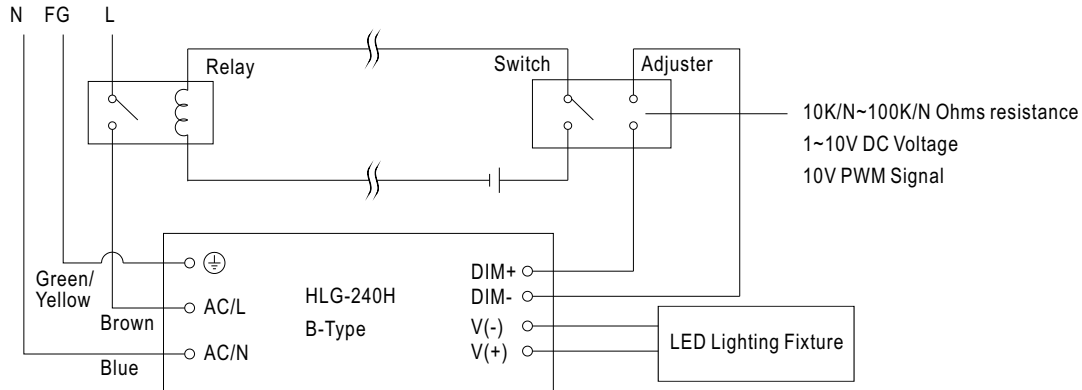 N FG L
Relay
Switch
Adjuster
10K/N~100K/N Ohms resistance
1~10V DC Voltage
10V PWM Signal
Green/
Yellow
Brown
Blue
AC/L
AC/N
HLG-240H
B-Type
DIM+
DIM-
V(-)
V(+)
LED Lighting Fixture